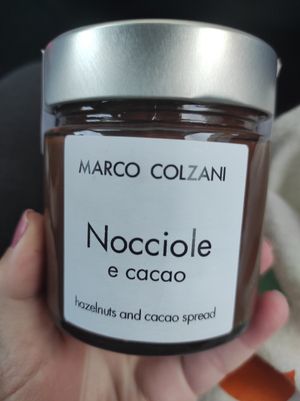 MARCO COLZANI
Nocciole
e cacao
hazelnuts and cacao spread